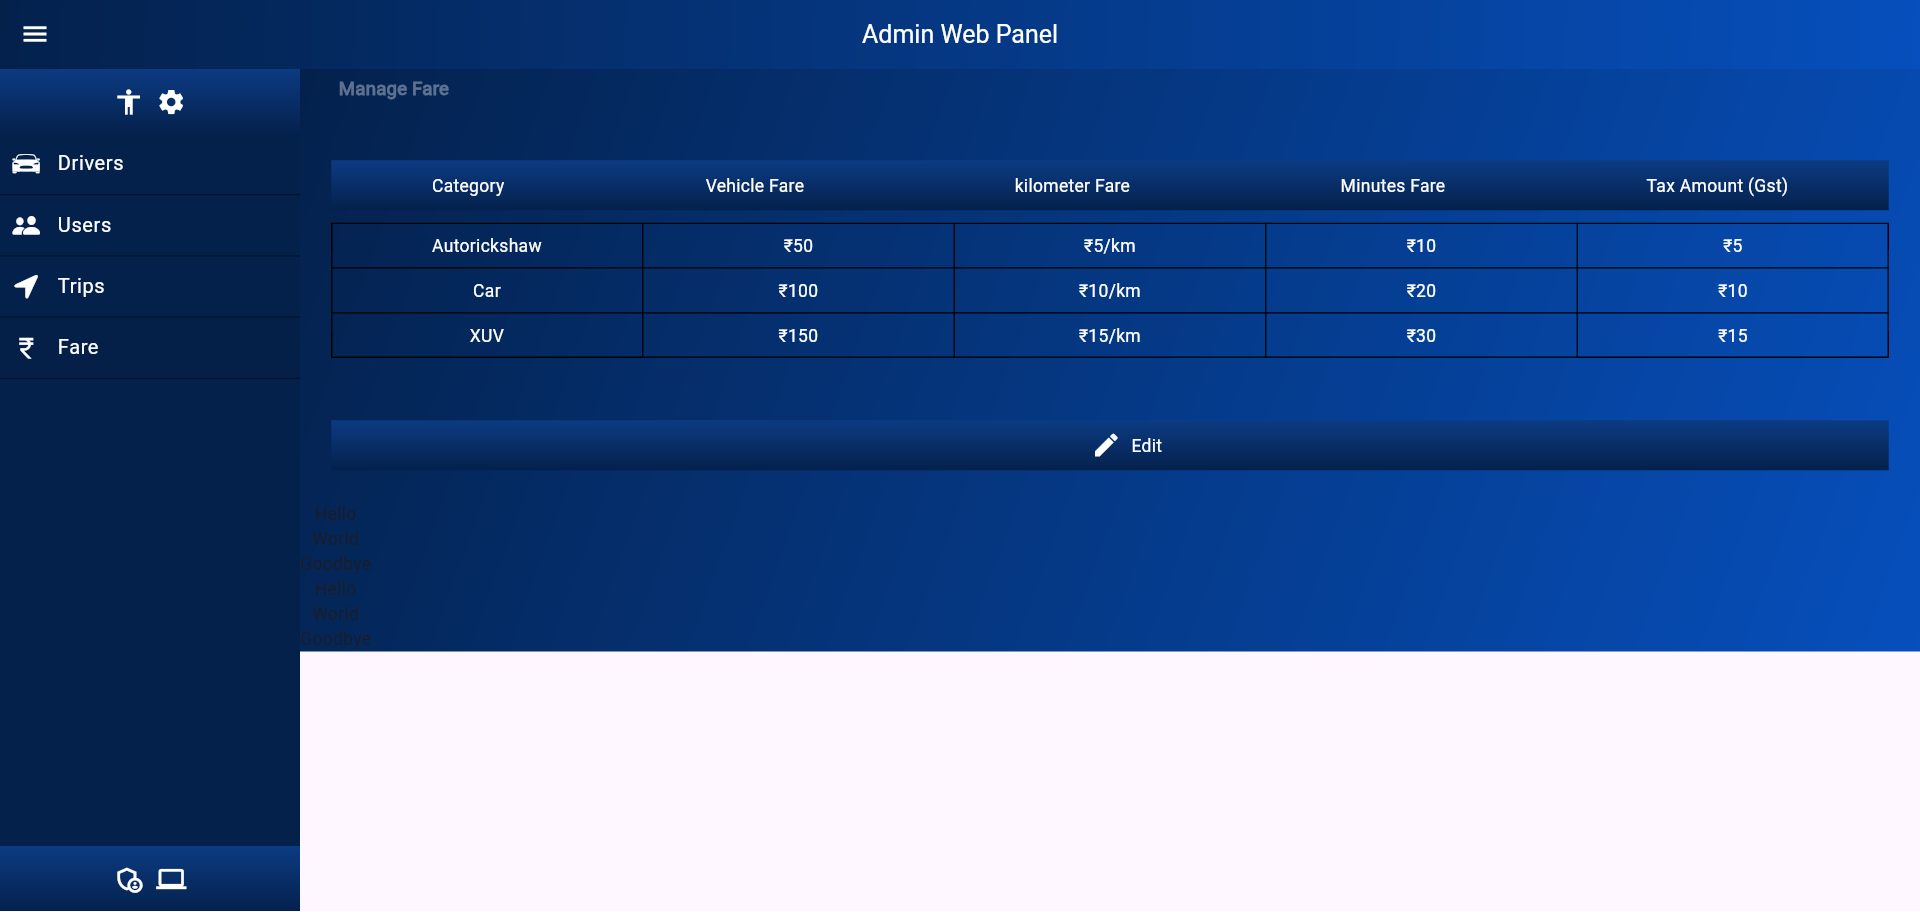 Admin Web Panel
Manage Fare
Drivers
Users
Trips
Fare
Category Vehicle Fare kilometer Fare Minutes Fare Tax Amount (Gst)
Autorickshaw ₹50 ₹5/km ₹10 ₹5
Car ₹100 ₹10/km ₹20 ₹10
XUV ₹150 ₹15/km ₹30 ₹15
Edit
Hello
World
Goodbye
Hello
World
Goodbye